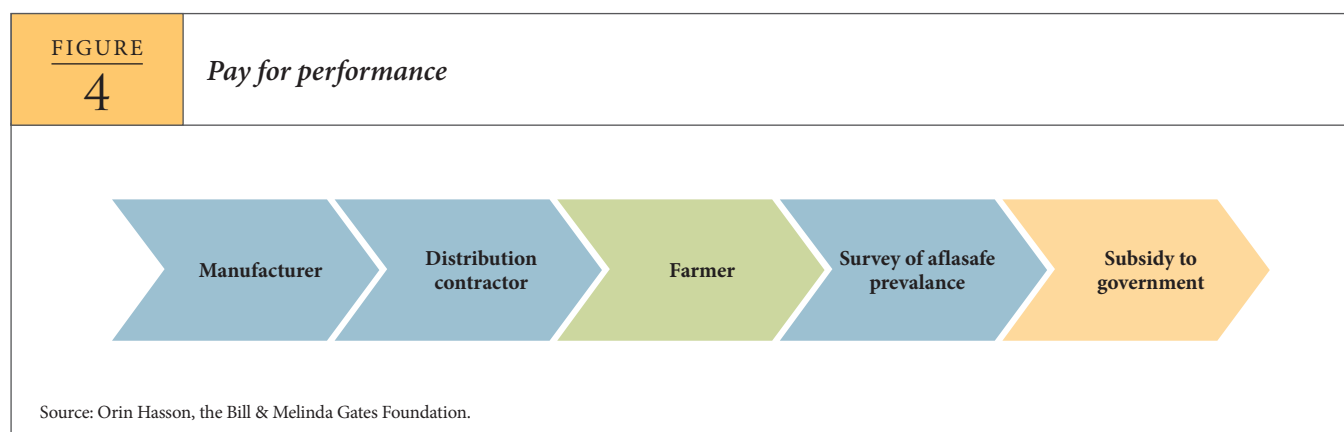 FIGURE
4
Pay for performance
Manufacturer
Distribution
contractor
Farmer
Survey of aflasafe
prevalance
Subsidy to
government
Source: Orin Hasson, the Bill & Melinda Gates Foundation.